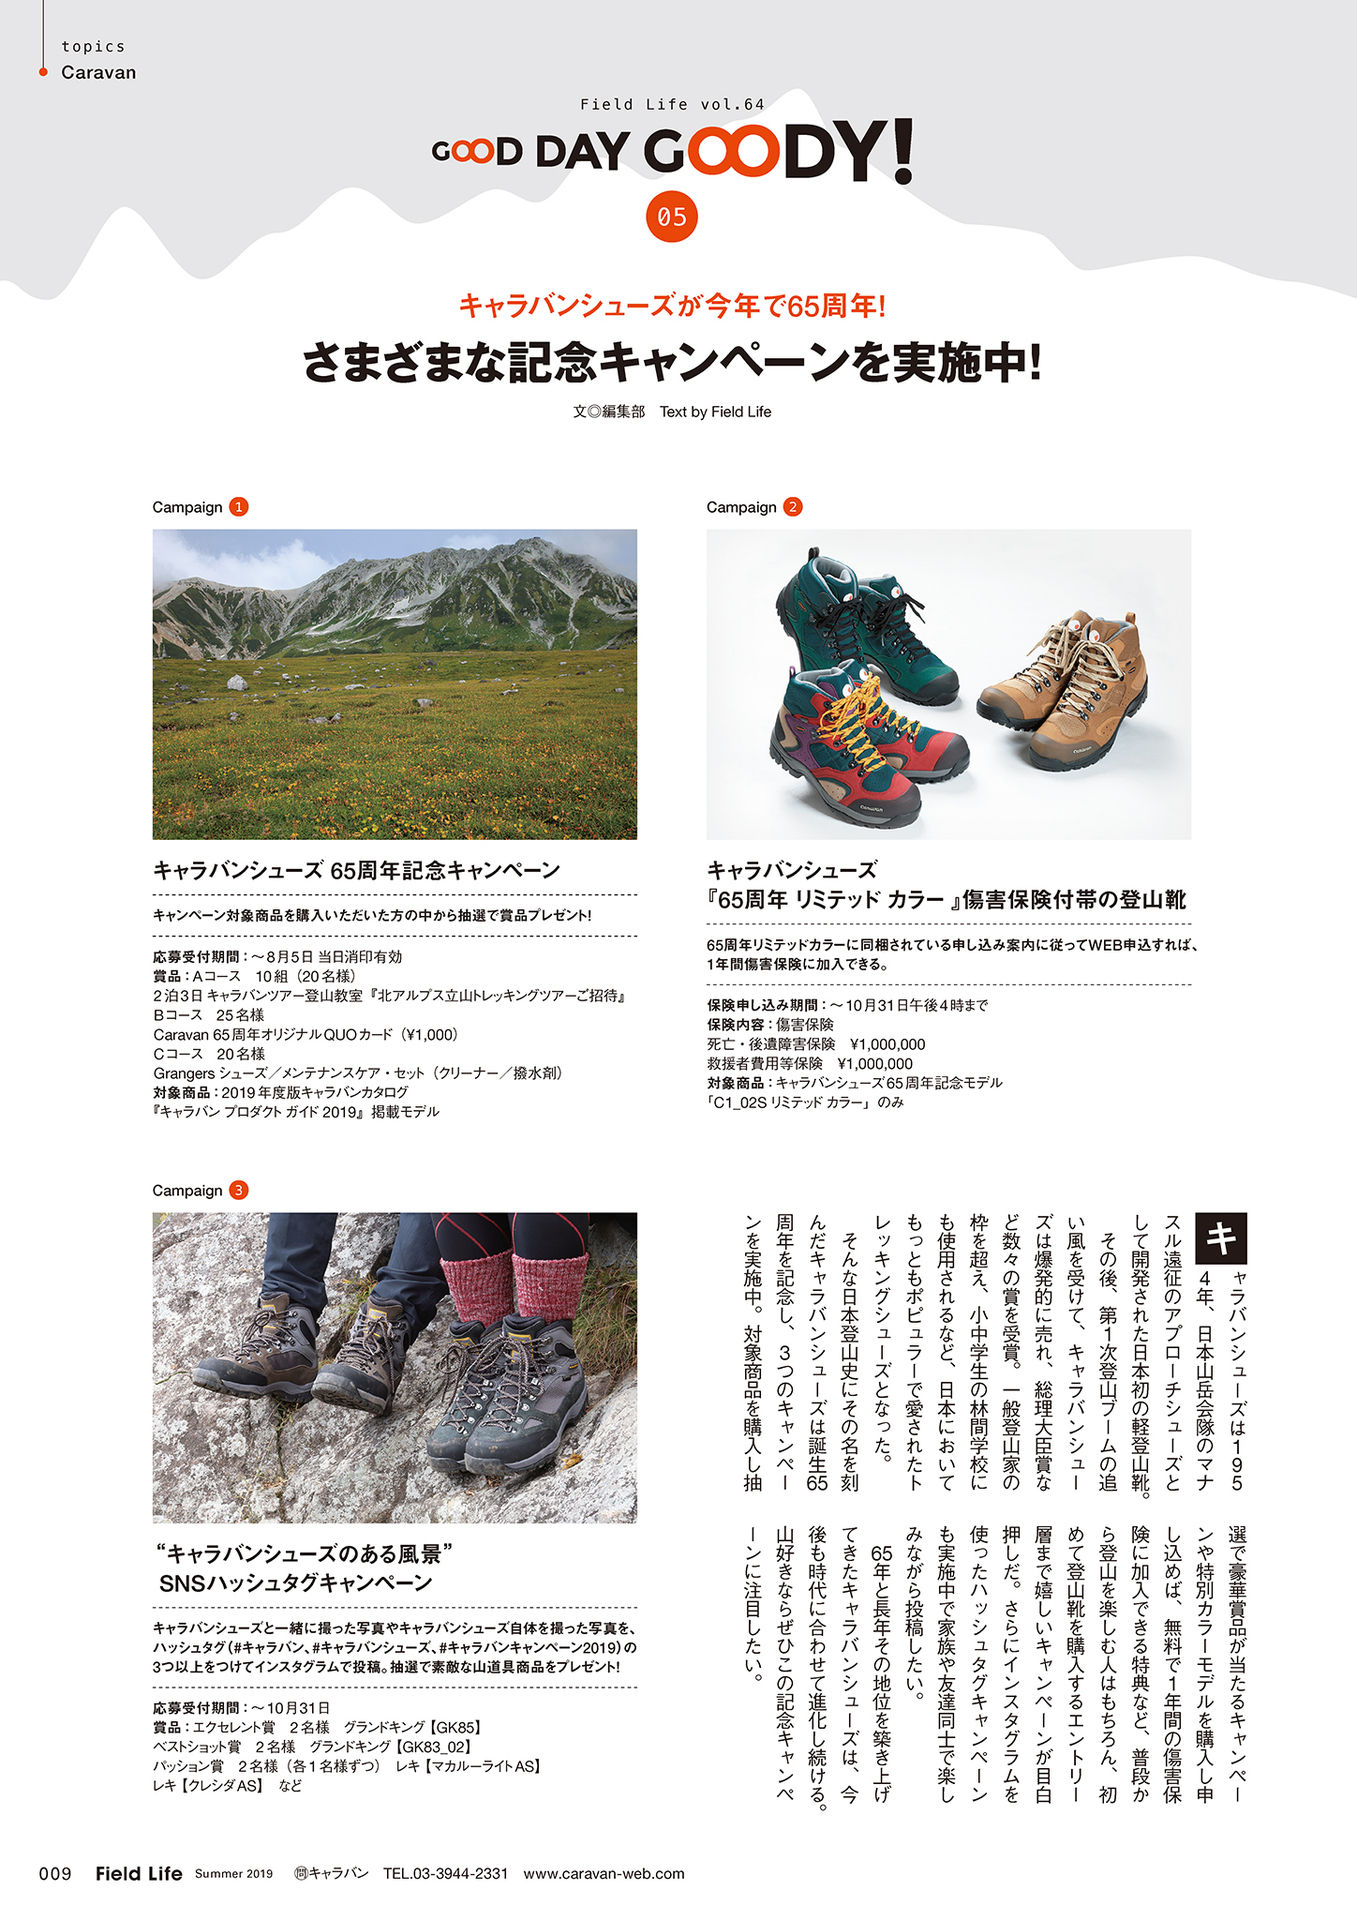 topics
Caravan
Field Life vol.64
GOOD DAY GOODY!
05
キャラバンシューズが今年で65周年!
さまざまな記念キャンペーンを実施中!
文◎編集部　Text by Field Life
Campaign 1
キャラバンシューズ 65周年記念キャンペーン
キャンペーン対象商品を購入いただいた方の中から抽選で賞品プレゼント!
応募受付期間：〜8月5日 当日消印有効
賞品：Aコース　10組（20名様）
2泊3日 キャラバンツアー登山教室『北アルプス立山トレッキングツアーご招待』
Bコース　25名様
Caravan 65周年オリジナルQUOカード（¥1,000）
Cコース　20名様
Grangers シューズ／メンテナンスケア・セット（クリーナー／撥水剤）
対象商品：2019年度版キャラバンカタログ
『キャラバン プロダクト ガイド 2019』掲載モデル
Campaign 2
Caravan
Caravan
キャラバンシューズ
『65周年 リミテッド カラー 』傷害保険付帯の登山靴
65周年リミテッドカラーに同梱されている申し込み案内に従ってWEB申込すれば、
1年間傷害保険に加入できる。
保険申し込み期間：〜10月31日午後4時まで
保険内容：傷害保険
死亡・後遺障害保険　¥1,000,000
救援者費用等保険　¥1,000,000
対象商品：キャラバンシューズ65周年記念モデル
「C1_02S リミテッド カラー」のみ
Campaign 3
“キャラバンシューズのある風景”
SNSハッシュタグキャンペーン
キャラバンシューズと一緒に撮った写真やキャラバンシューズ自体を撮った写真を、
ハッシュタグ（#キャラバン、#キャラバンシューズ、#キャラバンキャンペーン2019）の
3つ以上をつけてインスタグラムで投稿。抽選で素敵な山道具商品をプレゼント!
応募受付期間：〜10月31日
賞品：エクセレント賞　2名様　グランドキング【GK85】
ベストショット賞　2名様　グランドキング【GK83_02】
パッション賞　2名様（各1名様ずつ）　レキ【マカルーライトAS】
レキ【クレシダAS】　など
キャラバンシューズは195
4年、日本山岳会隊のマナ
スル遠征のアプローチシューズと
して開発された日本初の軽登山靴。
その後、第1次登山ブームの追
い風を受けて、キャラバンシュー
ズは爆発的に売れ、総理大臣賞な
ど数々の賞を受賞。一般登山家の
枠を超え、小中学生の林間学校に
も使用されるなど、日本において
もっともポピュラーで愛されたト
レッキングシューズとなった。
そんな日本登山史にその名を刻
んだキャラバンシューズは誕生65
周年を記念し、3つのキャンペー
ンを実施中。対象商品を購入し抽
選で豪華賞品が当たるキャンペー
ンや特別カラーモデルを購入し申
し込めば、無料で1年間の傷害保
険に加入できる特典など、普段か
ら登山を楽しむ人はもちろん、初
めて登山靴を購入するエントリー
層まで嬉しいキャンペーンが目白
押しだ。さらにインスタグラムを
使ったハッシュタグキャンペーン
も実施中で家族や友達同士で楽し
みながら投稿したい。
65年と長年その地位を築き上げ
てきたキャラバンシューズは、今
後も時代に合わせて進化し続ける。
山好きならぜひこの記念キャンペ
ーンに注目したい。
009　Field Life　Summer 2019　㉄キャラバン　TEL.03-3944-2331　www.caravan-web.com